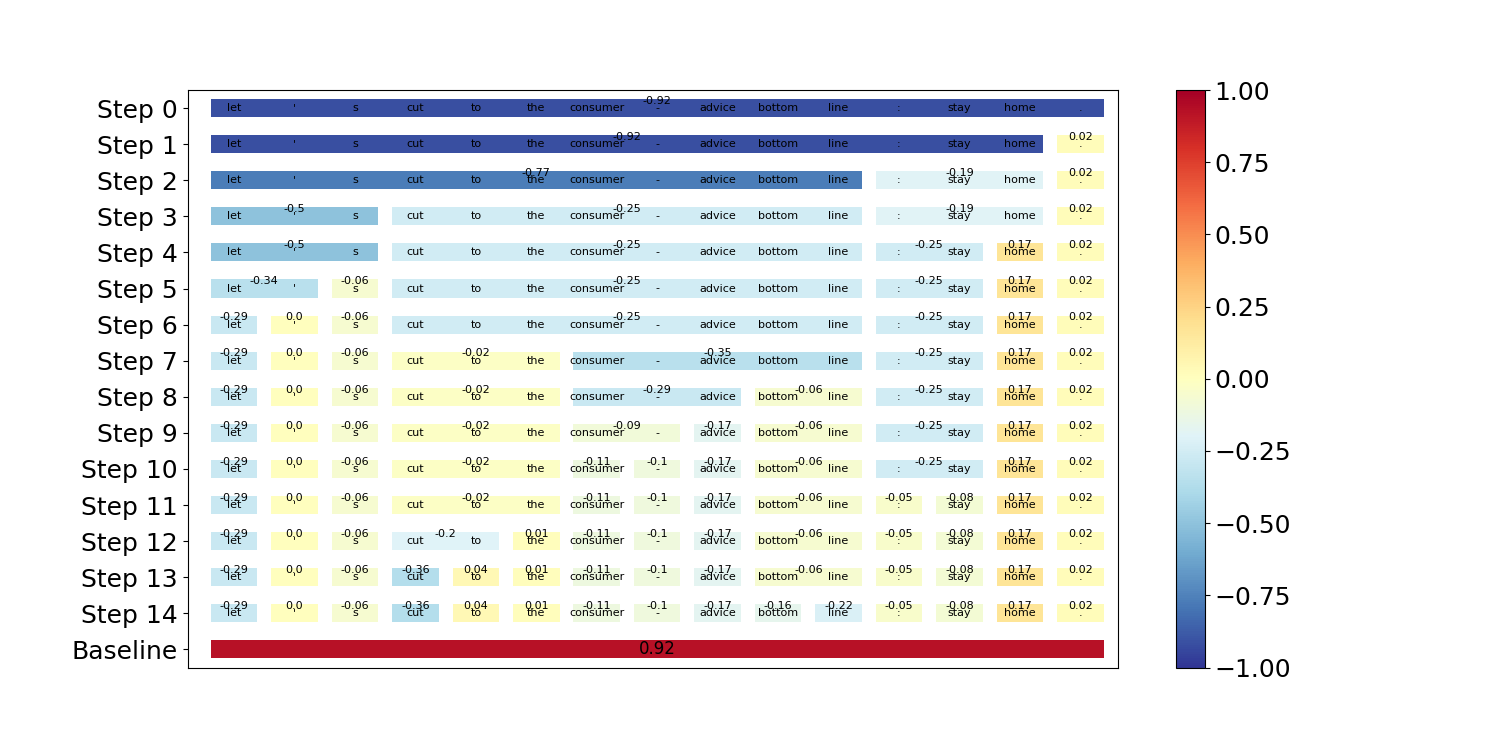 1.00
-0.92
Step 0 let ' s cut to the consumer - advice bottom line : stay home .
-0.92 0.02
Step 1 let ' s cut to the consumer - advice bottom line : stay home .
0.75
-0.77 -0.19 0.02
Step 2 let ' s cut to the consumer - advice bottom line : stay home .
-0.5 -0.25 -0.19 0.02
Step 3 let ' s cut to the consumer - advice bottom line : stay home .
0.50
-0.5 -0.25 -0.25 0.17 0.02
Step 4 let ' s cut to the consumer - advice bottom line : stay home .
-0.34 -0.06 -0.25 -0.25 0.17 0.02
Step 5 let ' s cut to the consumer - advice bottom line : stay home .
0.25
-0.29 0.0 -0.06 -0.25 -0.25 0.17 0.02
Step 6 let ' s cut to the consumer - advice bottom line : stay home .
-0.29 0.0 -0.06 -0.02 -0.35 -0.25 0.17 0.02
Step 7 let ' s cut to the consumer - advice bottom line : stay home .
0.00
-0.29 0.0 -0.06 -0.02 -0.29 -0.06 -0.25 0.17 0.02
Step 8 let ' s cut to the consumer - advice bottom line : stay home .
-0.29 0.0 -0.06 -0.02 -0.09 -0.17 -0.06 -0.25 0.17 0.02
Step 9 let ' s cut to the consumer - advice bottom line : stay home .
−0.25
-0.29 0.0 -0.06 -0.02 -0.11 -0.1 -0.17 -0.06 -0.25 0.17 0.02
Step 10 let ' s cut to the consumer - advice bottom line : stay home .
-0.29 0.0 -0.06 -0.02 -0.11 -0.1 -0.17 -0.06 -0.05 -0.08 0.17 0.02
Step 11 let ' s cut to the consumer - advice bottom line : stay home .
−0.50
-0.29 0.0 -0.06 -0.2 0.01 -0.11 -0.1 -0.17 -0.06 -0.05 -0.08 0.17 0.02
Step 12 let ' s cut to the consumer - advice bottom line : stay home .
-0.29 0.0 -0.06 -0.36 0.04 0.01 -0.11 -0.1 -0.17 -0.06 -0.05 -0.08 0.17 0.02
Step 13 let ' s cut to the consumer - advice bottom line : stay home .
−0.75
-0.29 0.0 -0.06 -0.36 0.04 0.01 -0.11 -0.1 -0.17 -0.16 -0.22 -0.05 -0.08 0.17 0.02
Step 14 let ' s cut to the consumer - advice bottom line : stay home .
Baseline 0.92
−1.00